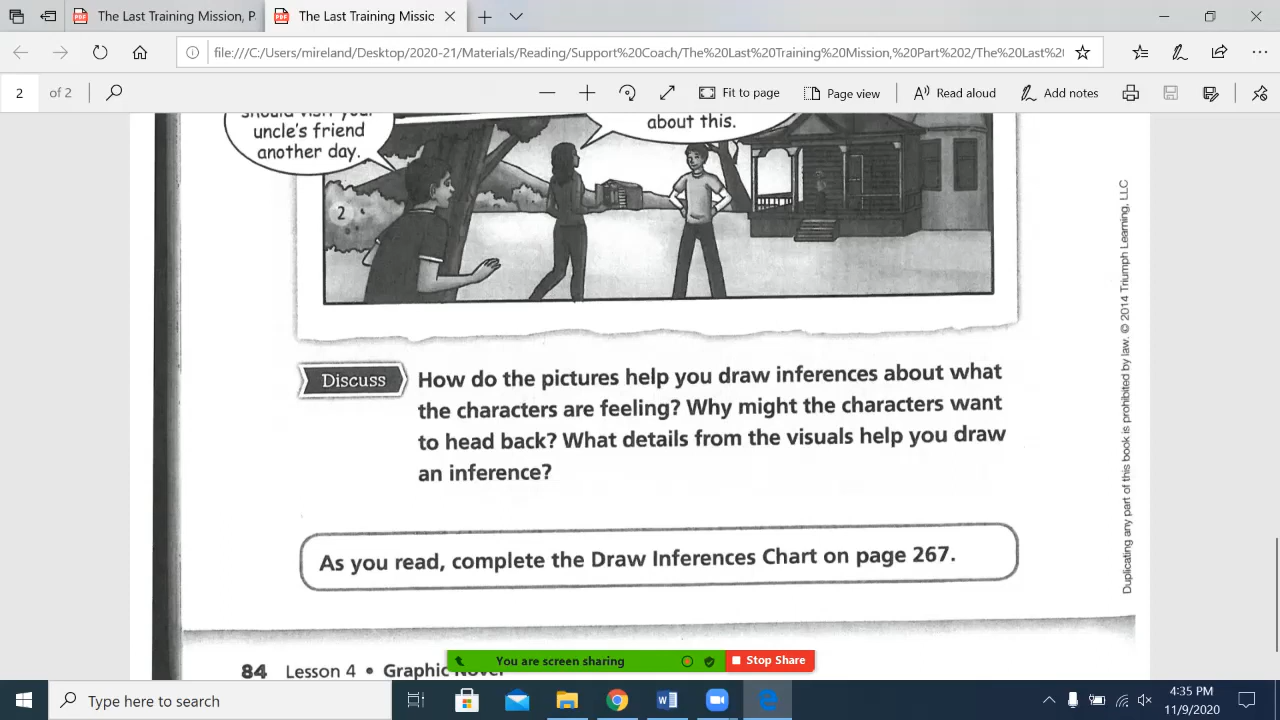 The Last Training Mission, P
The Last Training Mission
file:///C:/Users/mireland/Desktop/2020-21/Materials/Reading/Support%20Coach/The%20Last%20Training%20Mission,%20Part%202/The%20Last%
2
of 2
Fit to page
Page view
Read aloud
Add notes
should visit your
uncle's friend
another day.
about this.
2
Discuss
How do the pictures help you draw inferences about what
the characters are feeling? Why might the characters want
to head back? What details from the visuals help you draw
an inference?
As you read, complete the Draw Inferences Chart on page 267.
Duplicating any part of this book is prohibited by law. © 2014 Triumph Learning, LLC
84 Lesson 4 • Graphic Novel
You are screen sharing
Stop Share
Type here to search
4:35 PM
11/9/2020